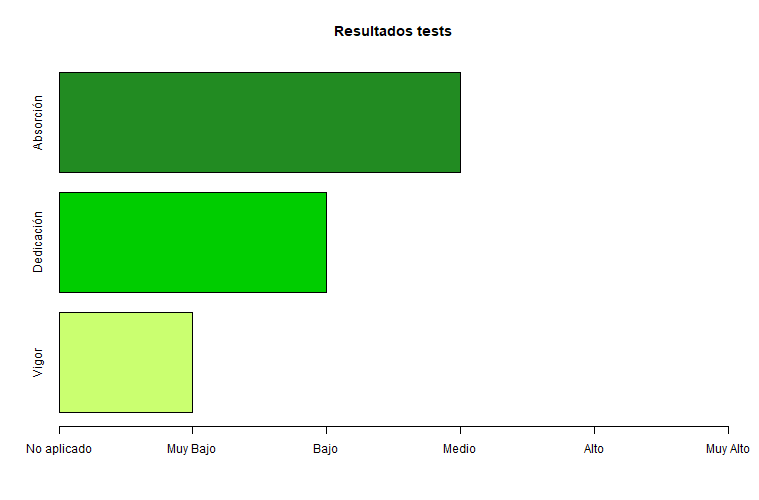 Resultados tests
Absorción
Dedicación
Vigor
No aplicado
Muy Bajo
Bajo
Medio
Alto
Muy Alto